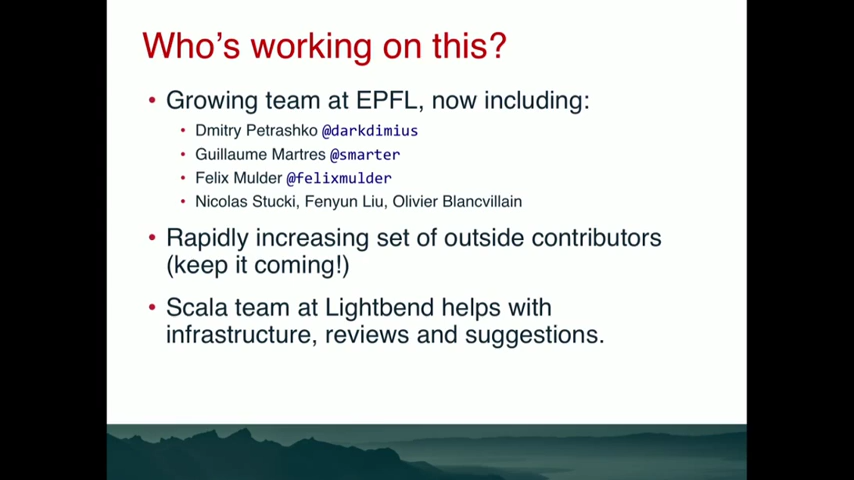 Who's working on this?
• Growing team at EPFL, now including:
• Dmitry Petrashko @darkdimius
• Guillaume Martres @smarter
• Felix Mulder @felixmulder
• Nicolas Stucki, Fenyun Liu, Olivier Blancvillain
• Rapidly increasing set of outside contributors
(keep it coming!)
• Scala team at Lightbend helps with
infrastructure, reviews and suggestions.